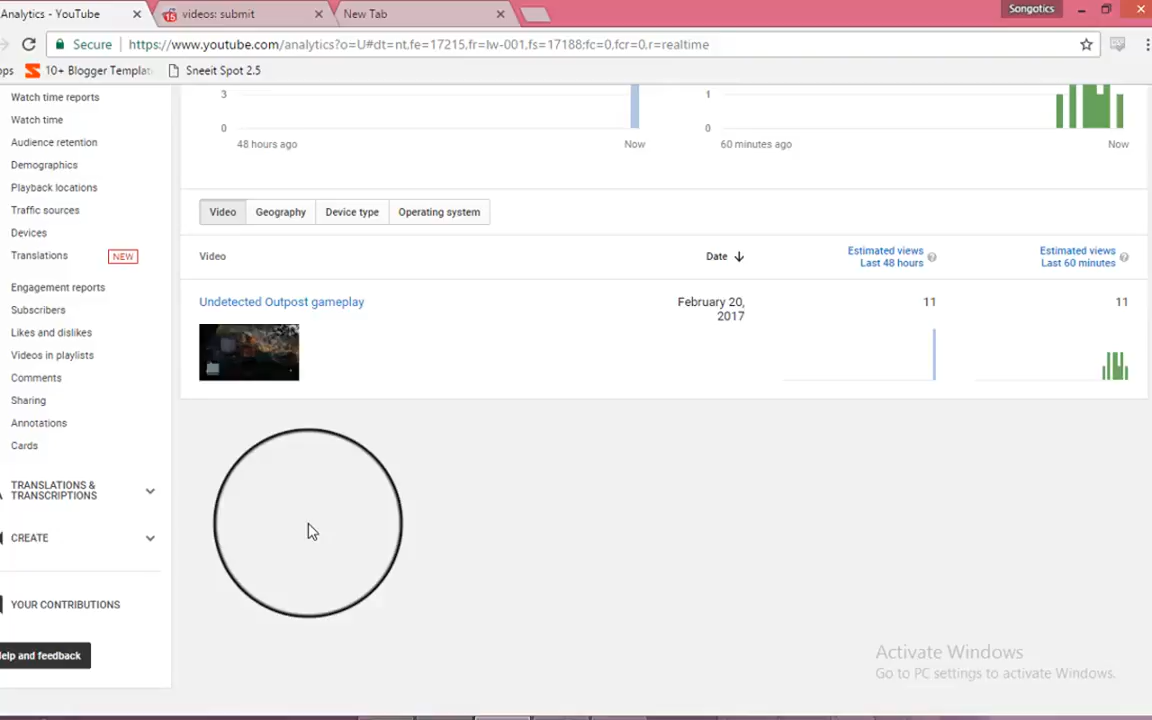 Analytics - YouTube
videos: submit
New Tab
Songotics
Secure https://www.youtube.com/analytics?o=U#dt=nt,fe=17215,fr=lw-001,fs=17188;fc=0,fcr=0,r=realtime
ops 10+ Blogger Templat Sneeit Spot 2.5
Watch time reports
Watch time
Audience retention
Demographics
Playback locations
Traffic sources
Devices
Translations NEW
Engagement reports
Subscribers
Likes and dislikes
Videos in playlists
Comments
Sharing
Annotations
Cards
TRANSLATIONS &
TRANSCRIPTIONS
CREATE
YOUR CONTRIBUTIONS
elp and feedback
3
0
48 hours ago Now
1
0
60 minutes ago Now
Video Geography Device type Operating system
Video Date Estimated views
Last 48 hours Estimated views
Last 60 minutes
Undetected Outpost gameplay February 20,
2017 11 11
Activate Windows
Go to PC settings to activate Windows.